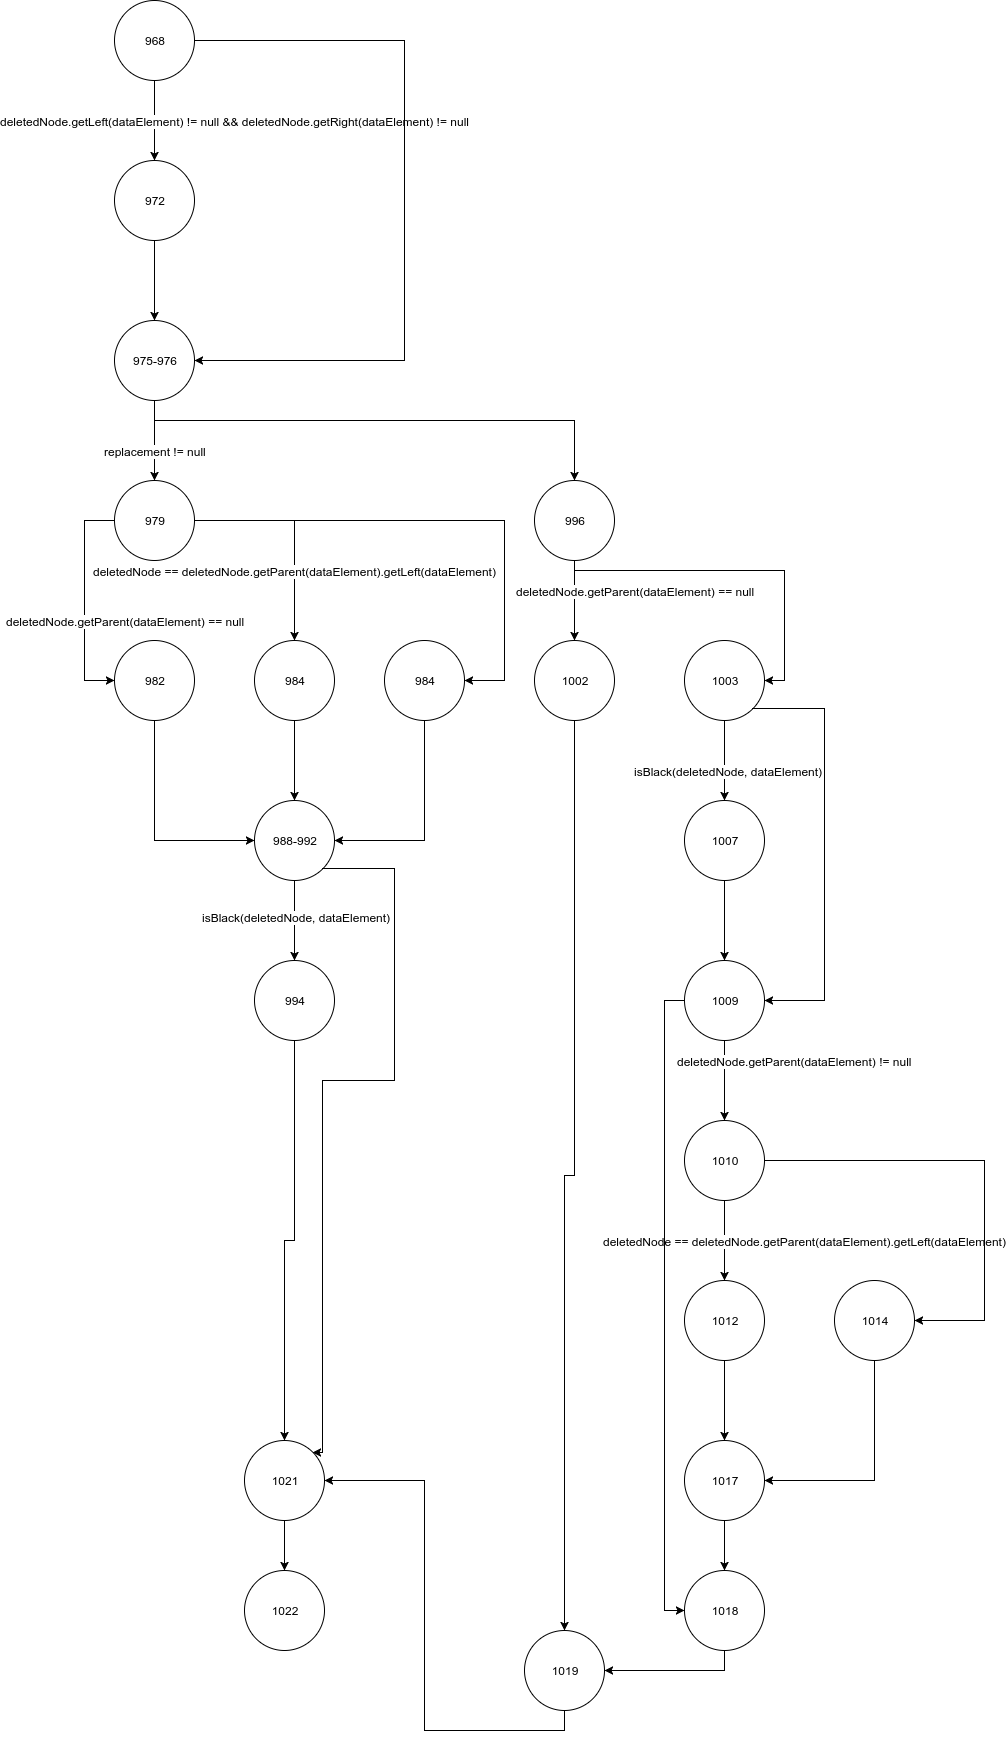 968
deletedNode.getLeft(dataElement) != null && deletedNode.getRight(dataElement) != null
972
975-976
replacement != null
979
996
deletedNode == deletedNode.getParent(dataElement).getLeft(dataElement)
deletedNode.getParent(dataElement) == null
deletedNode.getParent(dataElement) == null
982
984
984
1002
1003
isBlack(deletedNode, dataElement)
988-992
1007
isBlack(deletedNode, dataElement)
994
1009
deletedNode.getParent(dataElement) != null
1010
deletedNode == deletedNode.getParent(dataElement).getLeft(dataElement)
1012
1014
1021
1017
1022
1018
1019